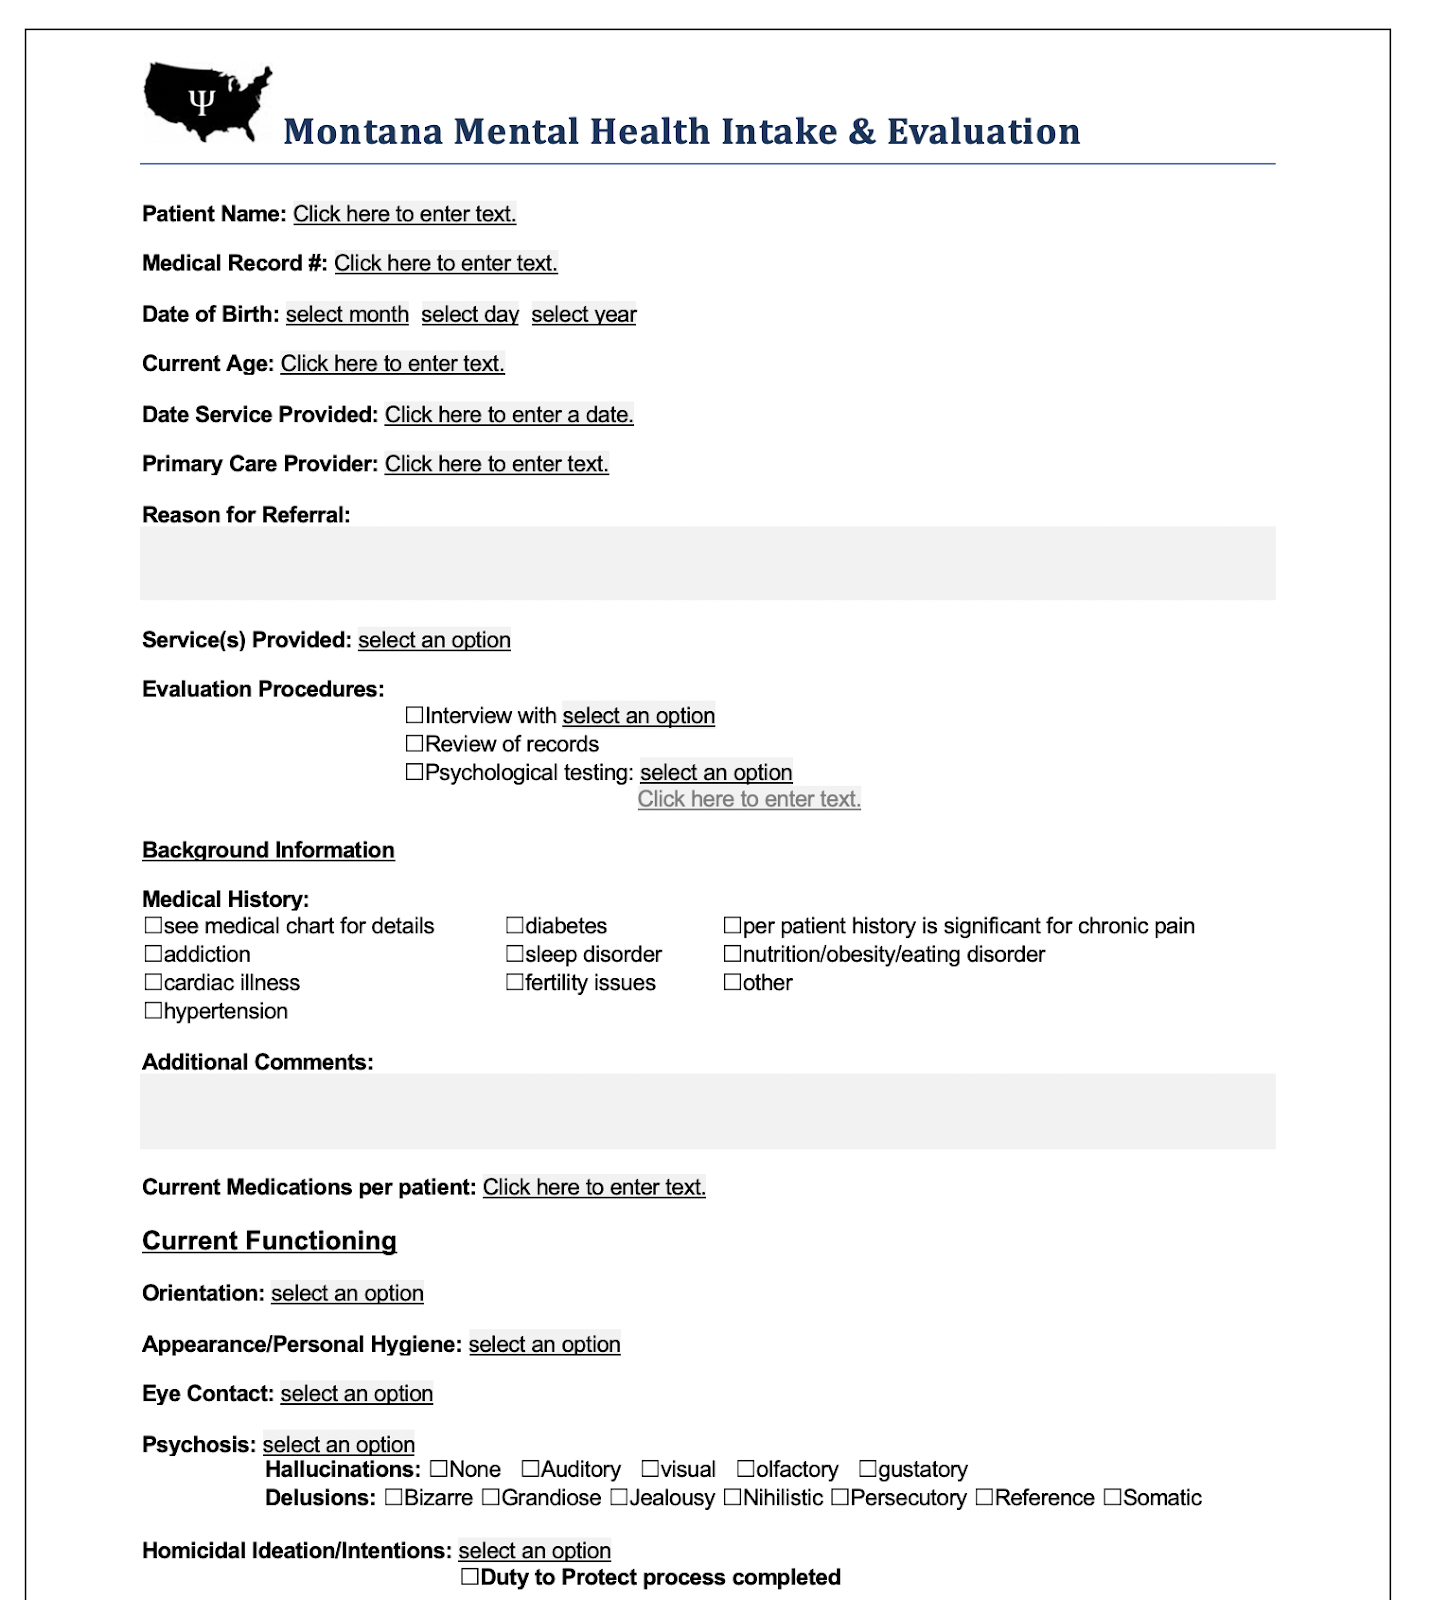 Ψ
Montana Mental Health Intake & Evaluation
Patient Name: Click here to enter text.
Medical Record #: Click here to enter text.
Date of Birth: select month select day select year
Current Age: Click here to enter text.
Date Service Provided: Click here to enter a date.
Primary Care Provider: Click here to enter text.
Reason for Referral:
Service(s) Provided: select an option
Evaluation Procedures:
☐Interview with select an option
☐Review of records
☐Psychological testing: select an option
Click here to enter text.
Background Information
Medical History:
☐see medical chart for details ☐diabetes ☐per patient history is significant for chronic pain
☐addiction ☐sleep disorder ☐nutrition/obesity/eating disorder
☐cardiac illness ☐fertility issues ☐other
☐hypertension
Additional Comments:
Current Medications per patient: Click here to enter text.
Current Functioning
Orientation: select an option
Appearance/Personal Hygiene: select an option
Eye Contact: select an option
Psychosis: select an option
Hallucinations: ☐None ☐Auditory ☐visual ☐olfactory ☐gustatory
Delusions: ☐Bizarre ☐Grandiose ☐Jealousy ☐Nihilistic ☐Persecutory ☐Reference ☐Somatic
Homicidal Ideation/Intentions: select an option
☐Duty to Protect process completed